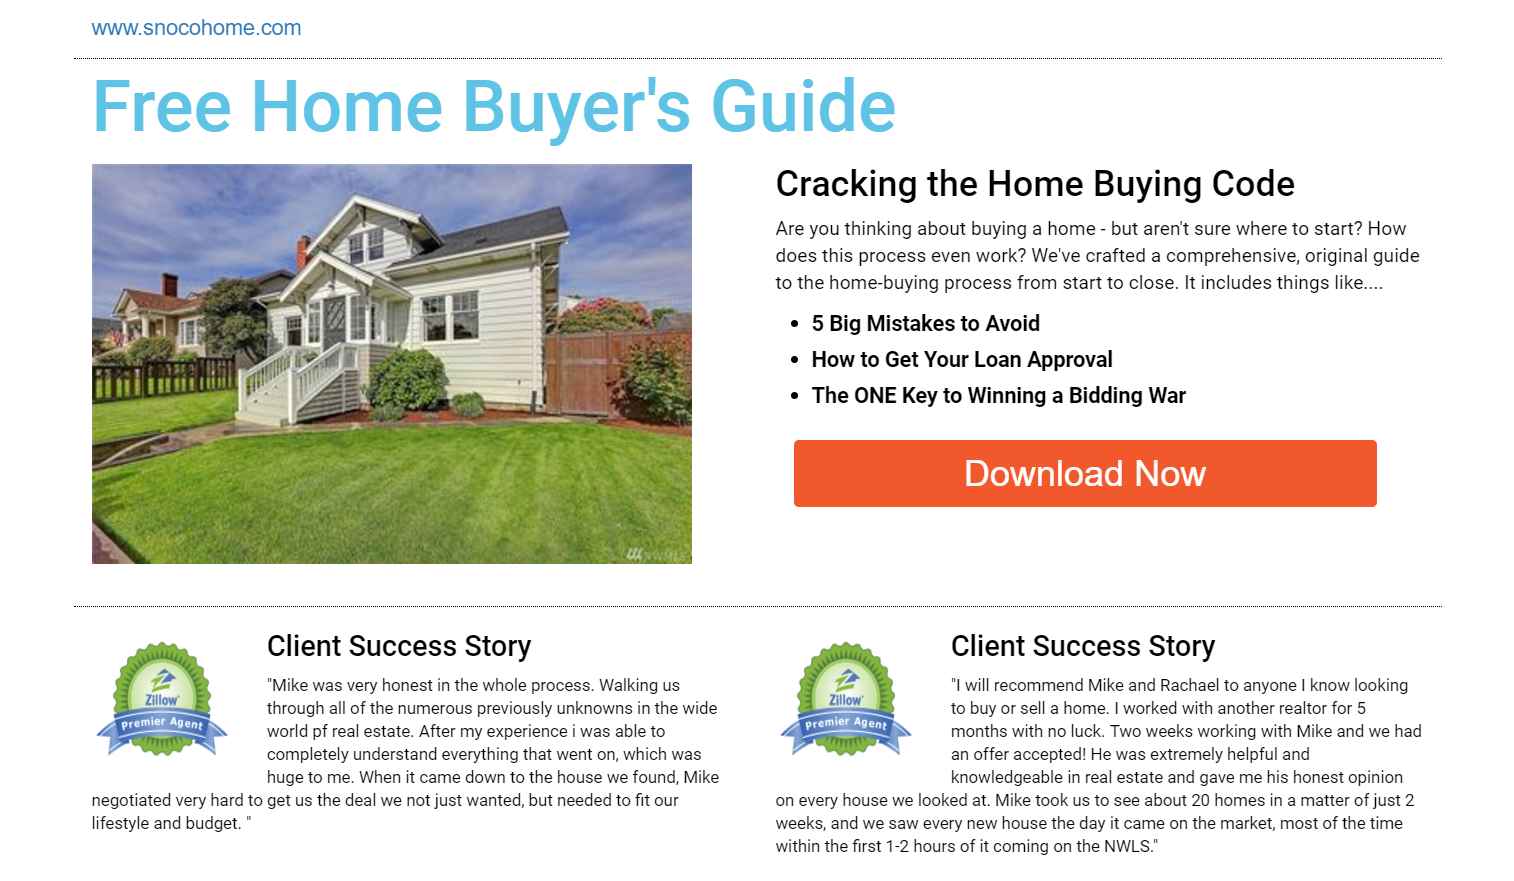 www.snocohome.com
Free Home Buyer's Guide
Cracking the Home Buying Code
Are you thinking about buying a home - but aren't sure where to start? How
does this process even work? We've crafted a comprehensive, original guide
to the home-buying process from start to close. It includes things like....
5 Big Mistakes to Avoid
How to Get Your Loan Approval
The ONE Key to Winning a Bidding War
Download Now
NWMLS
Client Success Story
Zillow
Premier Agent
"Mike was very honest in the whole process. Walking us
through all of the numerous previously unknowns in the wide
world pf real estate. After my experience i was able to
completely understand everything that went on, which was
huge to me. When it came down to the house we found, Mike
negotiated very hard to get us the deal we not just wanted, but needed to fit our
lifestyle and budget. "
Client Success Story
Zillow
Premier Agent
"I will recommend Mike and Rachael to anyone I know looking
to buy or sell a home. I worked with another realtor for 5
months with no luck. Two weeks working with Mike and we had
an offer accepted! He was extremely helpful and
knowledgeable in real estate and gave me his honest opinion
on every house we looked at. Mike took us to see about 20 homes in a matter of just 2
weeks, and we saw every new house the day it came on the market, most of the time
within the first 1-2 hours of it coming on the NWLS."